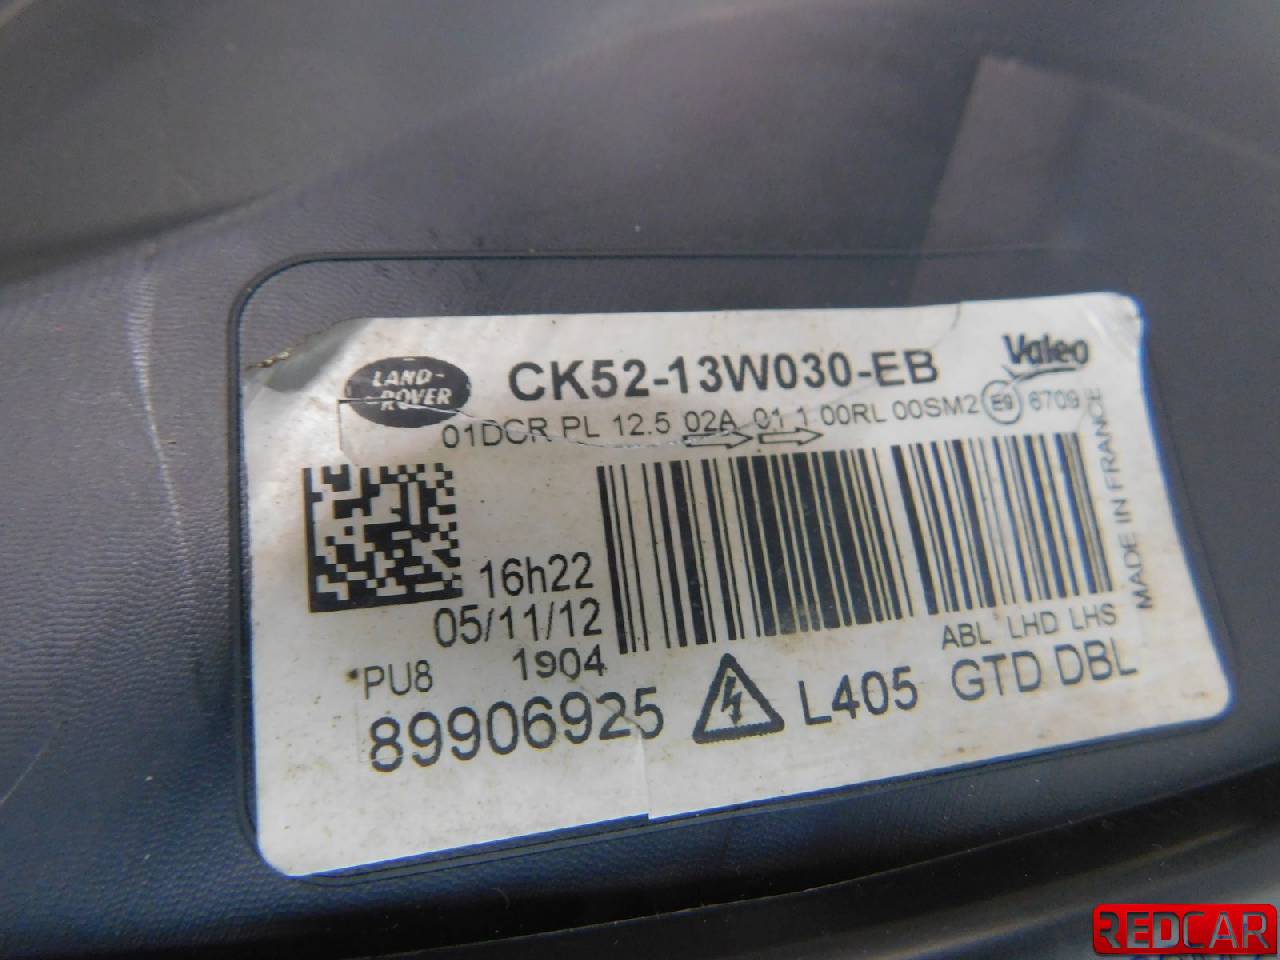 LAND-
ROVER
CK52-13W030-EB
Valeo
01DCR PL 12.5 02A 01 1 00RL 00SM2 E9 6709
MADE IN FRANCE
16h22
05/11/12
1904
*PU8
89906925
ABL LHD LHS
L405 GTD DBL
REDCAR